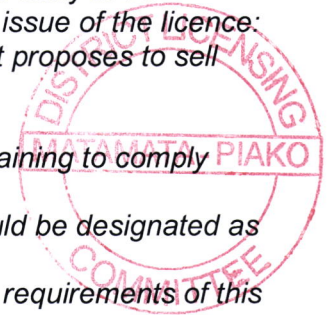 issue of the licence:
t proposes to sell
DISTRICT LICENSING
aining to comply
MATAMATA PIAKO
uld be designated as
COMMITTEE
requirements of this